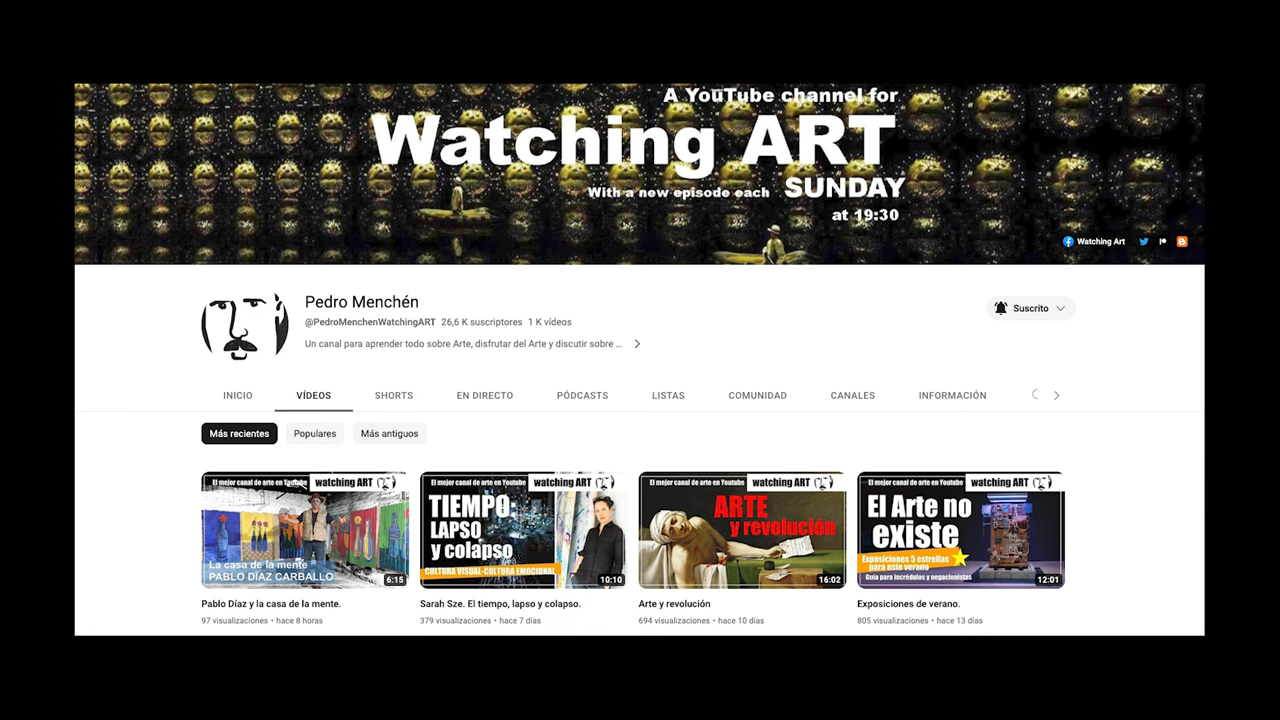 A YouTube channel for
Watching ART
With a new episode each SUNDAY
at 19:30
Watching Art
Pedro Menchén
@PedroMenchenWatchingART 26,6 K suscriptores 1 K vídeos
Un canal para aprender todo sobre Arte, disfrutar del Arte y discutir sobre ...
Suscrito
INICIO VÍDEOS SHORTS EN DIRECTO PÓDCASTS LISTAS COMUNIDAD CANALES INFORMACIÓN
Más recientes Populares Más antiguos
El mejor canal de arte en Youtube watching ART
La casa de la mente
PABLO DÍAZ CARBALLO
6:15
Pablo Díaz y la casa de la mente.
97 visualizaciones • hace 8 horas
El mejor canal de arte en Youtube watching ART
TIEMPO:
LAPSO
y colapso
CULTURA VISUAL-CULTURA EMOCIONAL
10:10
Sarah Sze. El tiempo, lapso y colapso.
379 visualizaciones • hace 7 días
El mejor canal de arte en Youtube watching ART
ARTE
y revolución
16:02
Arte y revolución
694 visualizaciones • hace 10 días
El mejor canal de arte en Youtube watching ART
El Arte no
existe
Exposiciones 5 estrellas
para este verano
Guía para incrédulos y negacionistas
12:01
Exposiciones de verano.
805 visualizaciones • hace 13 días